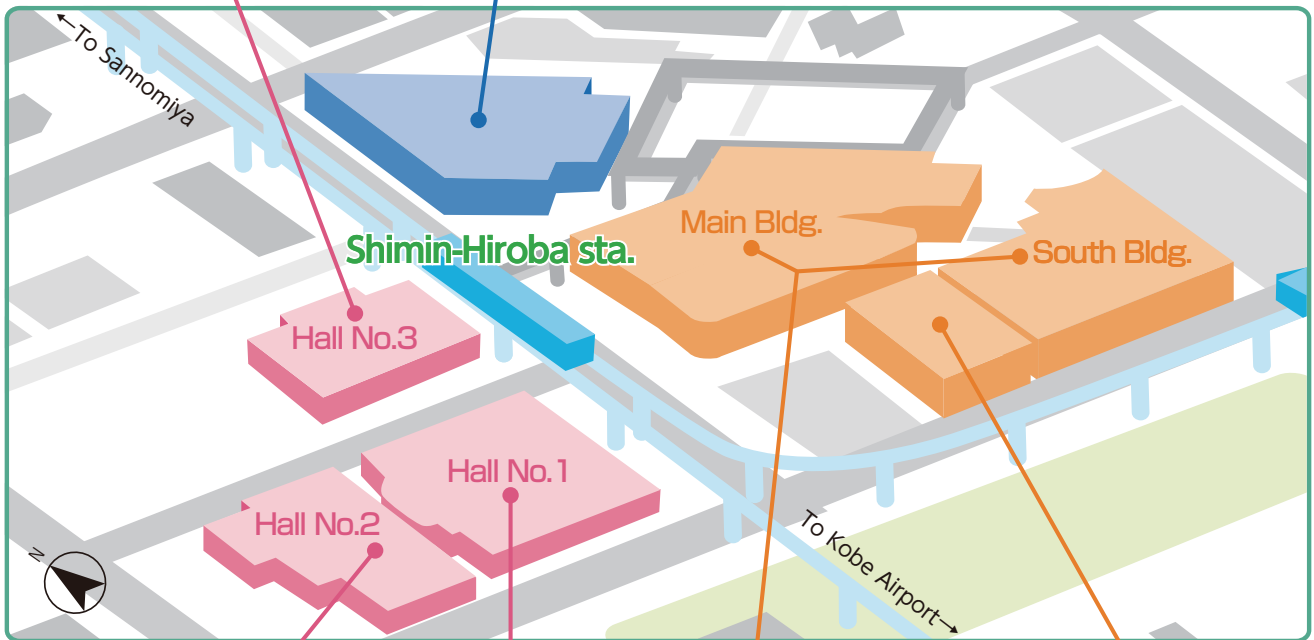 To Sannomiya
Main Bldg.
Shimin-Hiroba sta.
South Bldg.
Hall No.3
Hall No.1
Hall No.2
To Kobe Airport
N